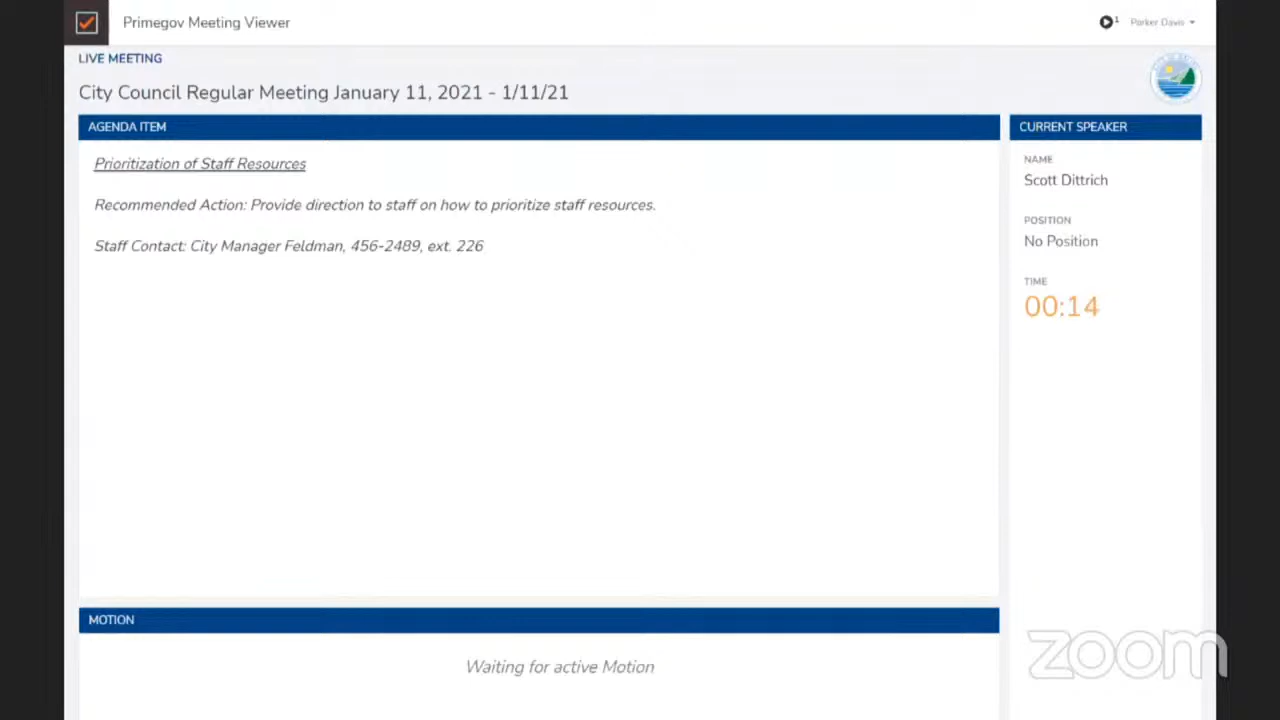 Primegov Meeting Viewer
1
Parker Davis
LIVE MEETING
City Council Regular Meeting January 11, 2021 - 1/11/21
AGENDA ITEM
Prioritization of Staff Resources
Recommended Action: Provide direction to staff on how to prioritize staff resources.
Staff Contact: City Manager Feldman, 456-2489, ext. 226
CURRENT SPEAKER
NAME
Scott Dittrich
POSITION
No Position
TIME
00:14
MOTION
Waiting for active Motion
zoom